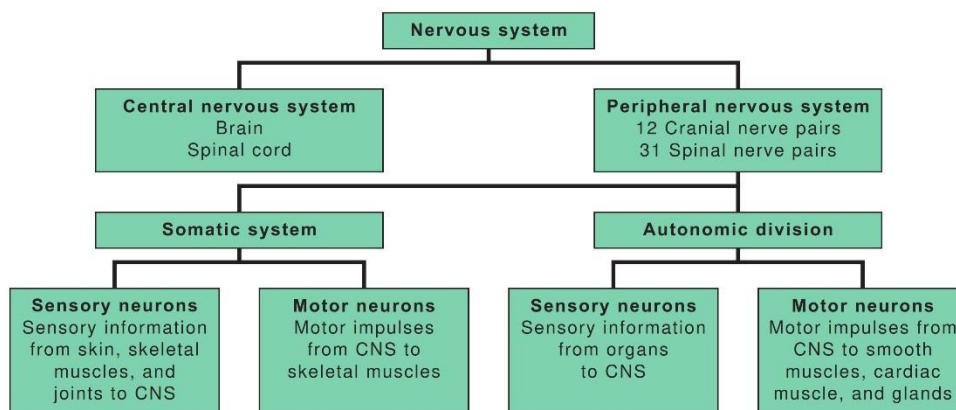 Nervous system
Central nervous system
Brain
Spinal cord
Peripheral nervous system
12 Cranial nerve pairs
31 Spinal nerve pairs
Somatic system
Autonomic division
Sensory neurons
Sensory information
from skin, skeletal
muscles, and
joints to CNS
Motor neurons
Motor impulses
from CNS to
skeletal muscles
Sensory neurons
Sensory information
from organs
to CNS
Motor neurons
Motor impulses from
CNS to smooth
muscles, cardiac
muscle, and glands